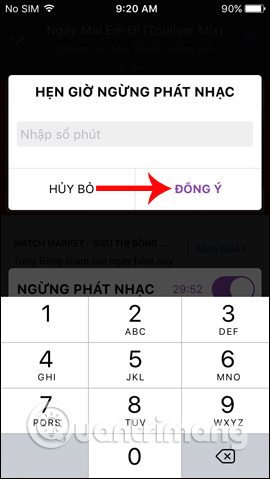 No SIM 9:20 AM 90%
Ngày Mai Em Đi (Touliver Mix)
HẸN GIỜ NGỪNG PHÁT NHẠC
Nhập số phút
HỦY BỎ ĐỒNG Ý
WATCH MARKET - SIÊU THỊ ĐỒNG ...
MUA NGAY
Tưng Bừng Giảm Giá ngay hôm nay
NGỪNG PHÁT NHẠC 29:52
1 2 3
ABC DEF
4 5 6
GHI JKL MNO
7 8 9
PQRS TUV WXYZ
Quantrimang
0